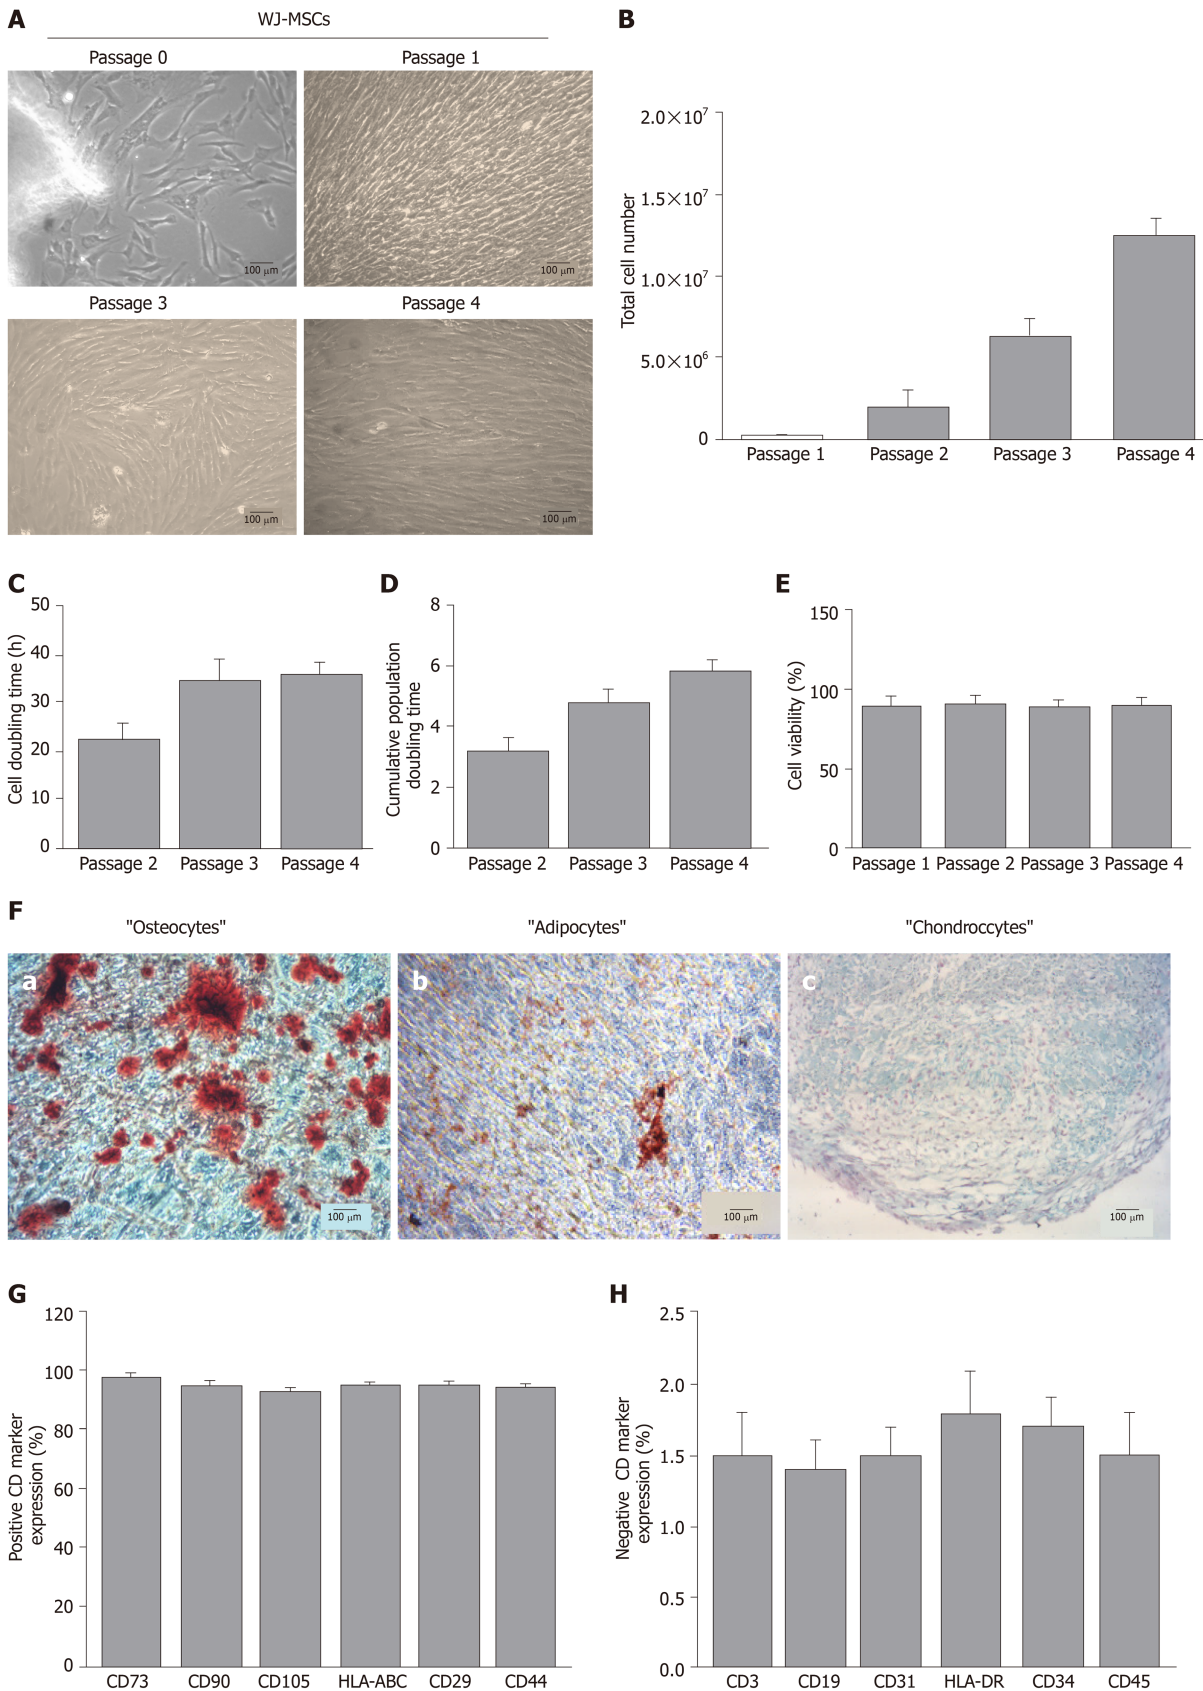 A
WJ-MSCs
Passage 0
Passage 1
100 μm
100 μm
Passage 3
Passage 4
100 μm
100 μm
B
Total cell number
2.0×10⁷
1.5×10⁷
1.0×10⁷
5.0×10⁶
0
Passage 1
Passage 2
Passage 3
Passage 4
C
Cell doubling time (h)
50
40
30
20
10
0
Passage 2
Passage 3
Passage 4
D
Cumulative population
doubling time
8
6
4
2
0
Passage 2
Passage 3
Passage 4
E
Cell viability (%)
150
100
50
0
Passage 1
Passage 2
Passage 3
Passage 4
F
"Osteocytes"
"Adipocytes"
"Chondroccytes"
a
b
c
100 μm
100 μm
100 μm
G
Positive CD marker
expression (%)
120
100
80
60
40
20
0
CD73
CD90
CD105
HLA-ABC
CD29
CD44
H
Negative CD marker
expression (%)
2.5
2.0
1.5
1.0
0.5
0.0
CD3
CD19
CD31
HLA-DR
CD34
CD45